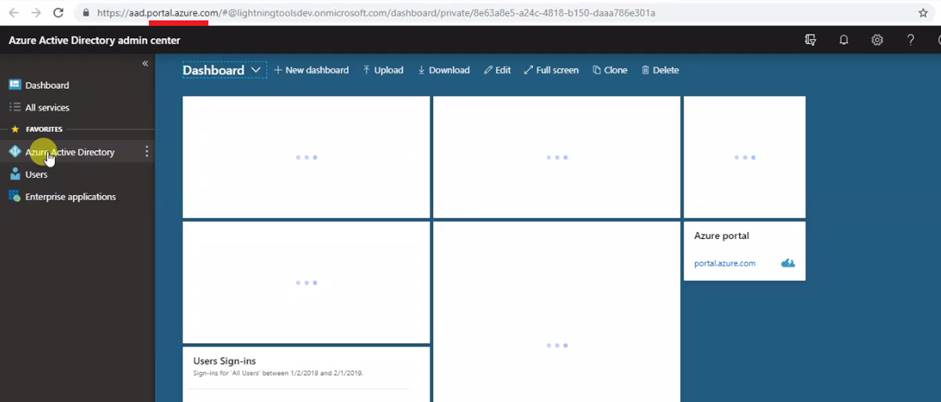 https://aad.portal.azure.com/#@lightningtoolsdev.onmicrosoft.com/dashboard/private/8e63a8e5-a24c-4818-b150-daaa786e301a
Azure Active Directory admin center
Dashboard
All services
FAVORITES
Azure Active Directory
Users
Enterprise applications
Dashboard + New dashboard Upload Download Edit Full screen Clone Delete
Azure portal
portal.azure.com
Users Sign-ins
Sign-ins for 'All Users' between 1/2/2019 and 2/1/2019.